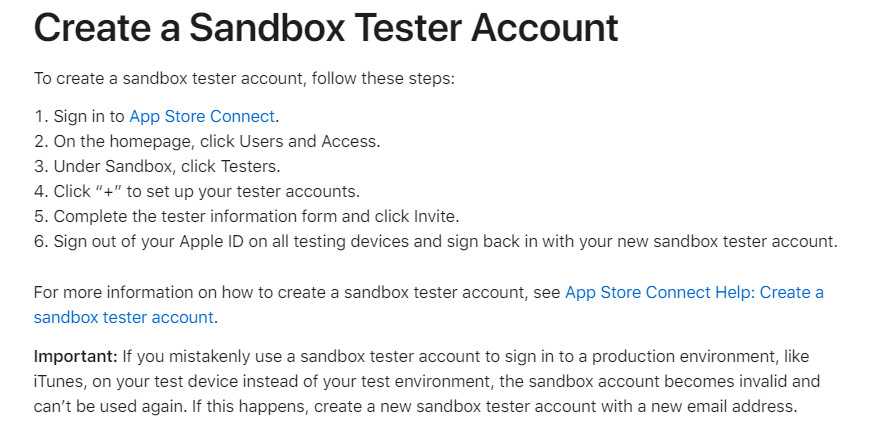 Create a Sandbox Tester Account
To create a sandbox tester account, follow these steps:
1. Sign in to App Store Connect.
2. On the homepage, click Users and Access.
3. Under Sandbox, click Testers.
4. Click “+” to set up your tester accounts.
5. Complete the tester information form and click Invite.
6. Sign out of your Apple ID on all testing devices and sign back in with your new sandbox tester account.
For more information on how to create a sandbox tester account, see App Store Connect Help: Create a
sandbox tester account.
Important: If you mistakenly use a sandbox tester account to sign in to a production environment, like
iTunes, on your test device instead of your test environment, the sandbox account becomes invalid and
can’t be used again. If this happens, create a new sandbox tester account with a new email address.